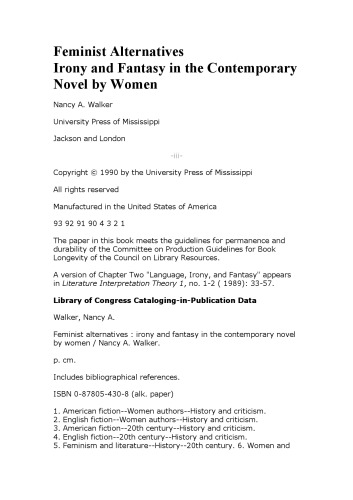 Feminist Alternatives
Irony and Fantasy in the Contemporary
Novel by Women
Nancy A. Walker
University Press of Mississippi
Jackson and London
-iii-
Copyright © 1990 by the University Press of Mississippi
All rights reserved
Manufactured in the United States of America
93 92 91 90 4 3 2 1
The paper in this book meets the guidelines for permanence and
durability of the Committee on Production Guidelines for Book
Longevity of the Council on Library Resources.
A version of Chapter Two "Language, Irony, and Fantasy" appears
in Literature Interpretation Theory 1, no. 1-2 ( 1989): 33-57.
Library of Congress Cataloging-in-Publication Data
Walker, Nancy A.
Feminist alternatives : irony and fantasy in the contemporary novel
by women / Nancy A. Walker.
p. cm.
Includes bibliographical references.
ISBN 0-87805-430-8 (alk. paper)
1. American fiction--Women authors--History and criticism.
2. English fiction--Women authors--History and criticism.
3. American fiction--20th century--History and criticism.
4. English fiction--20th century--History and criticism.
5. Feminism and literature--History--20th century. 6. Women and